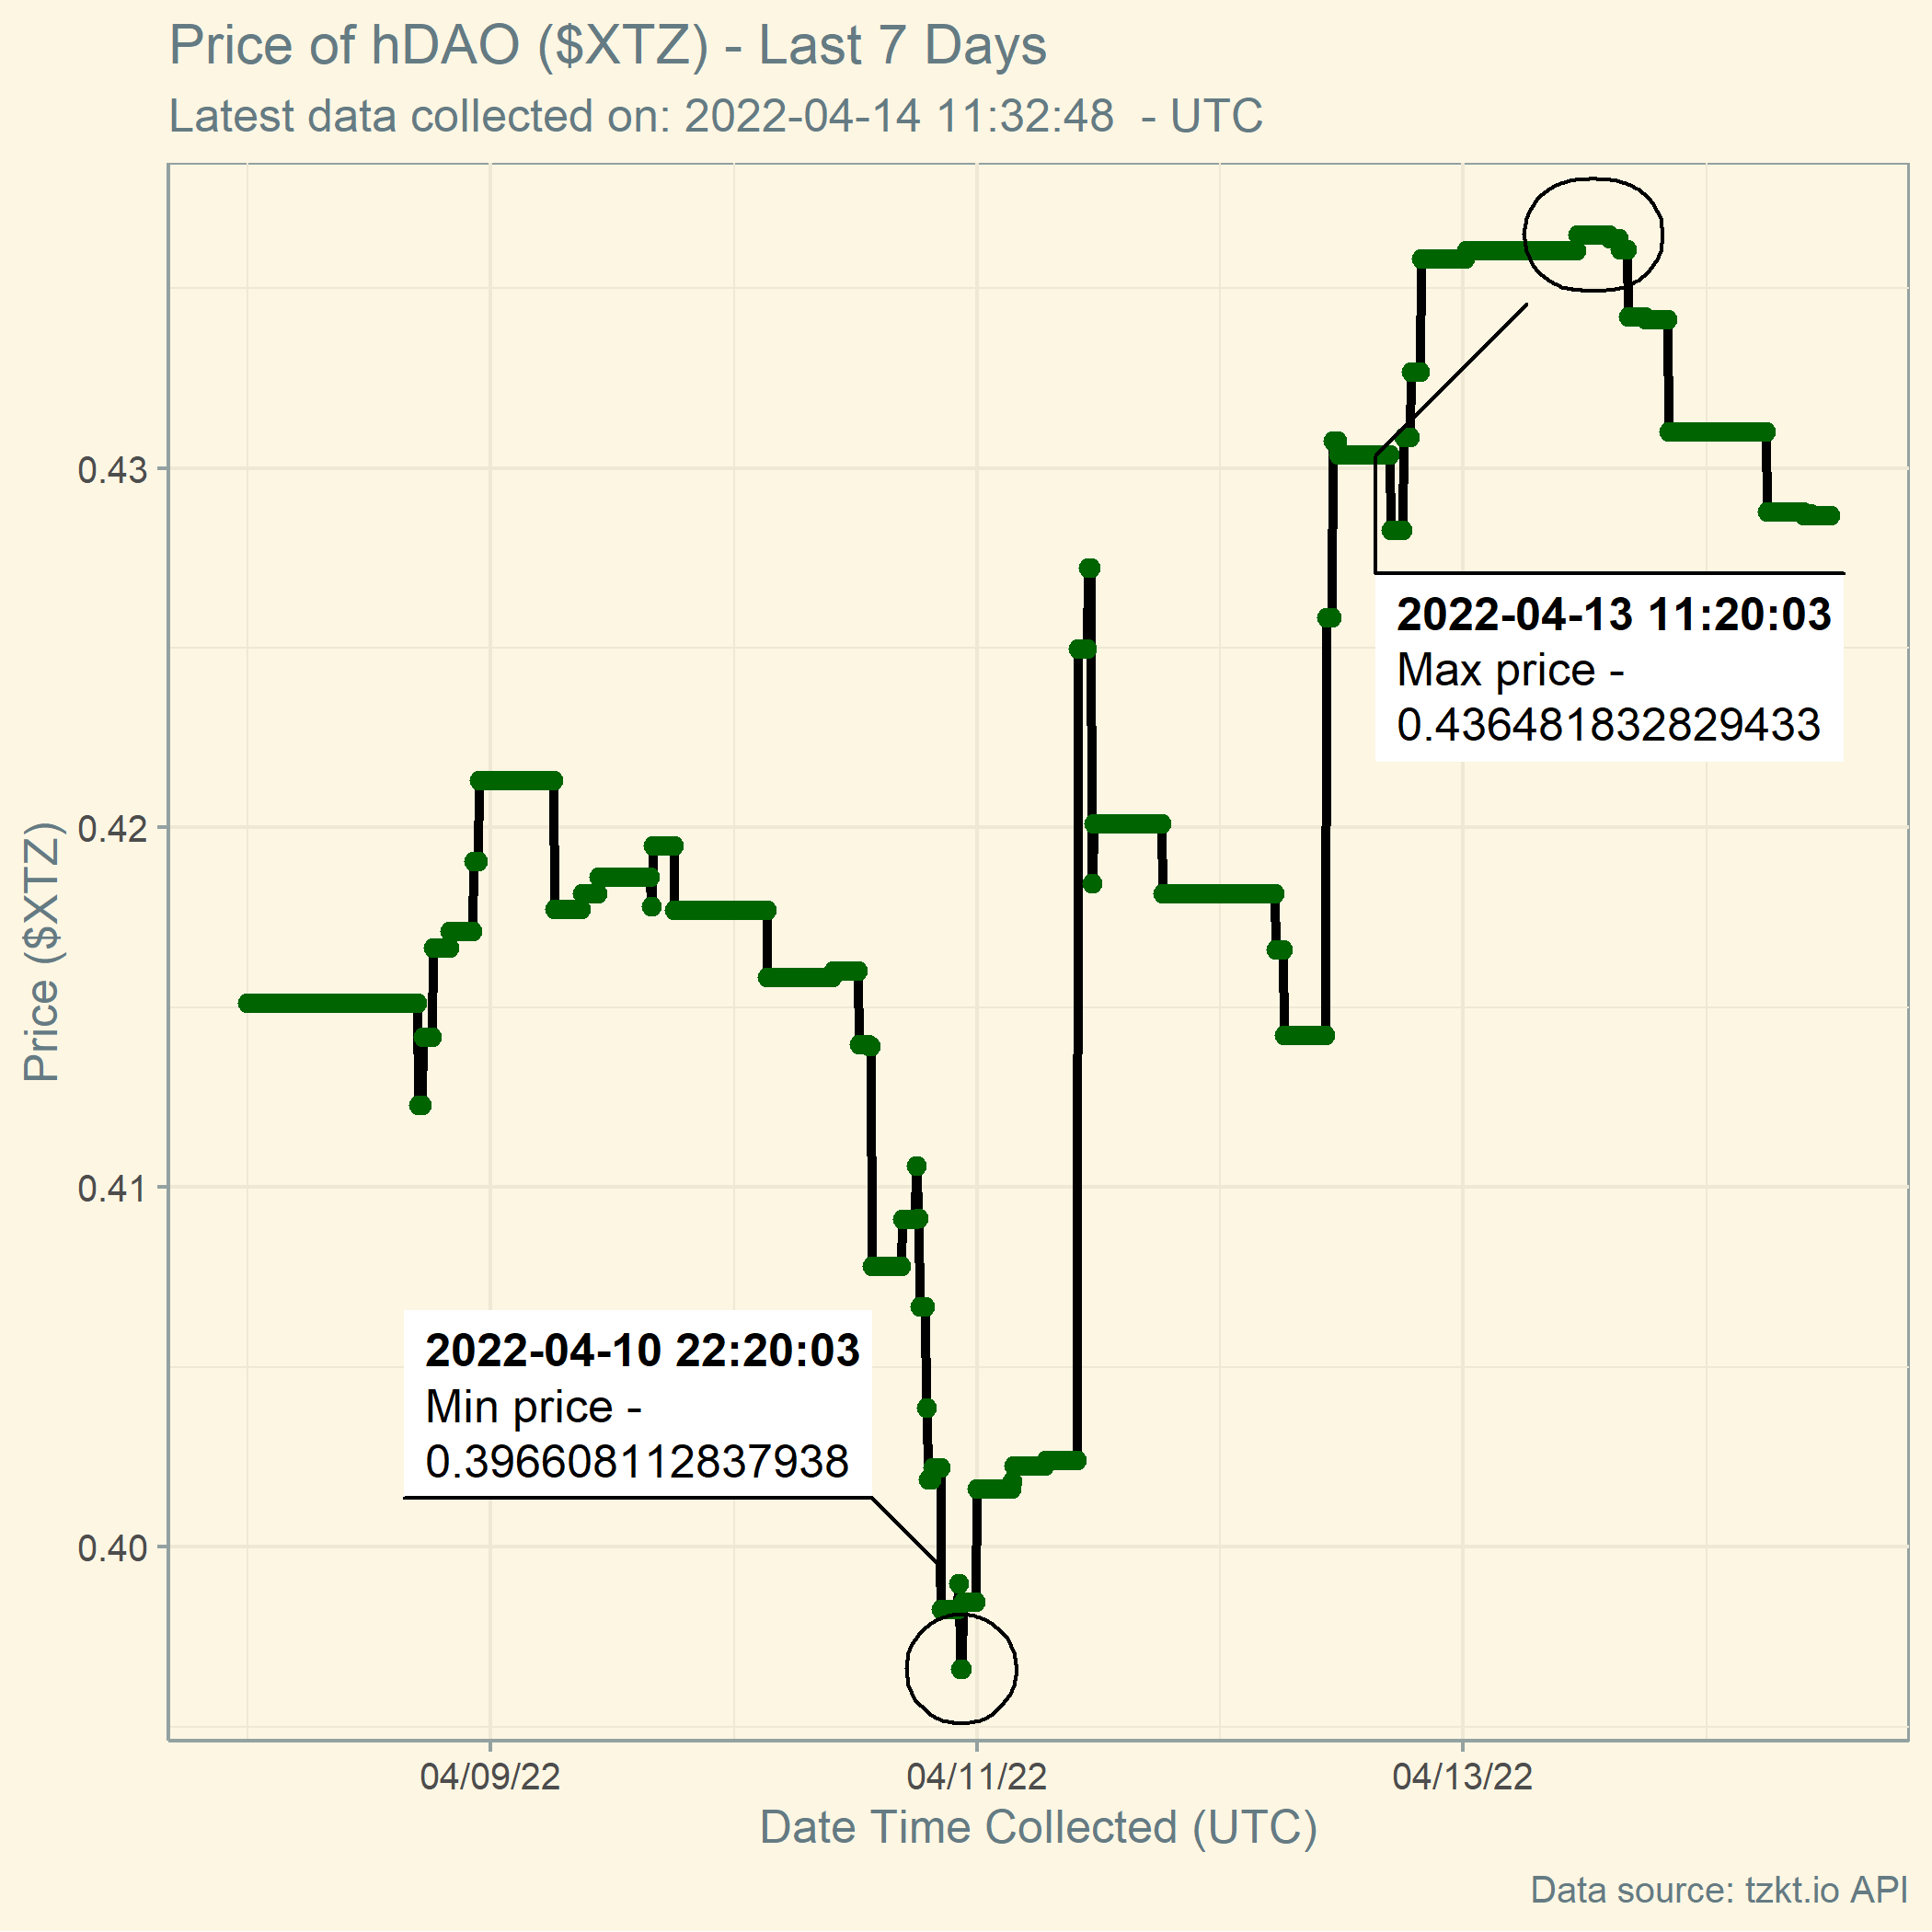 Price of hDAO ($XTZ) - Last 7 Days
Latest data collected on: 2022-04-14 11:32:48  - UTC
Price ($XTZ)
0.43
0.42
0.41
0.40
2022-04-13 11:20:03
Max price -
0.436481832829433
2022-04-10 22:20:03
Min price -
0.396608112837938
04/09/22
04/11/22
04/13/22
Date Time Collected (UTC)
Data source: tzkt.io API